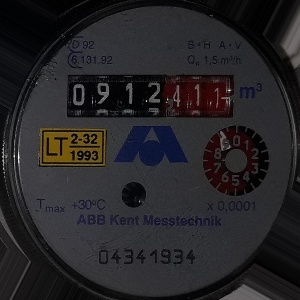 D 92 B+H A•V
6.131.92 Qn 1,5 m³/h
0912411 m³
LT 2-32 1993
Tmax +30°C x 0,0001
ABB Kent Messtechnik
04341934